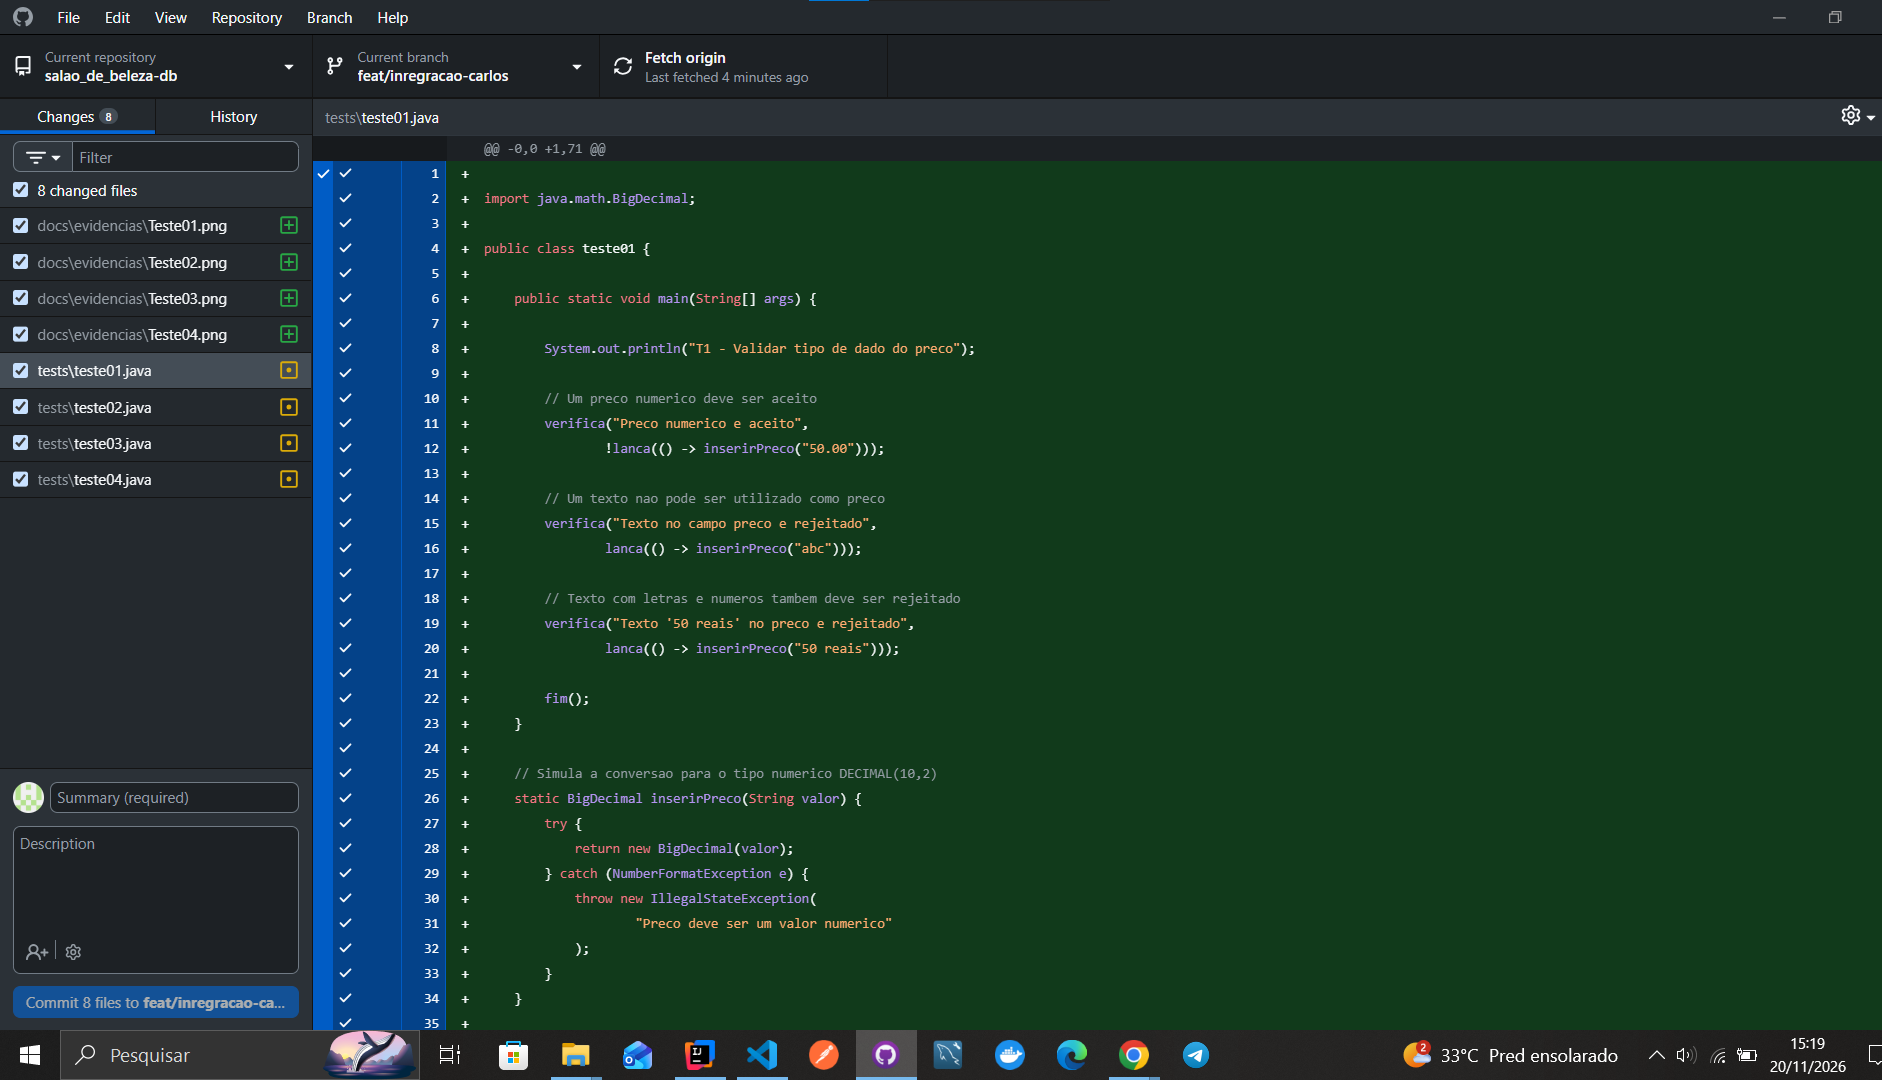 File Edit View Repository Branch Help
Current repository
salao_de_beleza-db
Current branch
feat/inregracao-carlos
Fetch origin
Last fetched 4 minutes ago
Changes 8
History
tests\teste01.java
Filter
8 changed files
docs\evidencias\Teste01.png
docs\evidencias\Teste02.png
docs\evidencias\Teste03.png
docs\evidencias\Teste04.png
tests\teste01.java
tests\teste02.java
tests\teste03.java
tests\teste04.java
Summary (required)
Description
Commit 8 files to feat/inregracao-ca...
@@ -0,0 +1,71 @@
1 +
2 + import java.math.BigDecimal;
3 +
4 + public class teste01 {
5 +
6 + public static void main(String[] args) {
7 +
8 + System.out.println("T1 - Validar tipo de dado do preco");
9 +
10 + // Um preco numerico deve ser aceito
11 + verifica("Preco numerico e aceito",
12 + !lanca(() -> inserirPreco("50.00")));
13 +
14 + // Um texto nao pode ser utilizado como preco
15 + verifica("Texto no campo preco e rejeitado",
16 + lanca(() -> inserirPreco("abc")));
17 +
18 + // Texto com letras e numeros tambem deve ser rejeitado
19 + verifica("Texto '50 reais' no preco e rejeitado",
20 + lanca(() -> inserirPreco("50 reais")));
21 +
22 + fim();
23 + }
24 +
25 + // Simula a conversao para o tipo numerico DECIMAL(10,2)
26 + static BigDecimal inserirPreco(String valor) {
27 + try {
28 + return new BigDecimal(valor);
29 + } catch (NumberFormatException e) {
30 + throw new IllegalStateException(
31 + "Preco deve ser um valor numerico"
32 + );
33 + }
34 + }
35 +
Pesquisar
2
33°C Pred ensolarado
15:19
20/11/2026